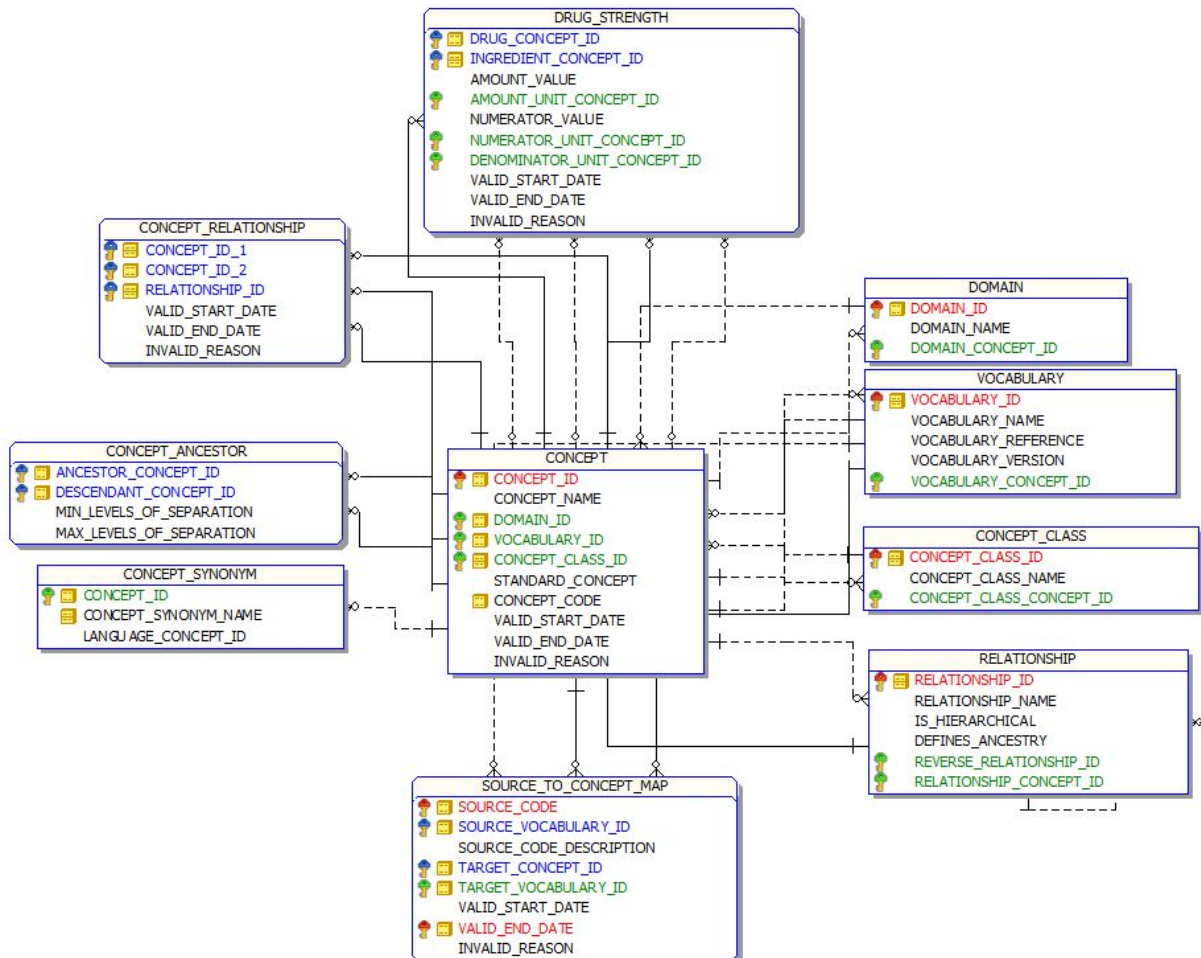 DRUG_STRENGTH
DRUG_CONCEPT_ID
INGREDIENT_CONCEPT_ID
AMOUNT_VALUE
AMOUNT_UNIT_CONCEPT_ID
NUMERATOR_VALUE
NUMERATOR_UNIT_CONCEPT_ID
DENOMINATOR_UNIT_CONCEPT_ID
VALID_START_DATE
VALID_END_DATE
INVALID_REASON
CONCEPT_RELATIONSHIP
CONCEPT_ID_1
CONCEPT_ID_2
RELATIONSHIP_ID
VALID_START_DATE
VALID_END_DATE
INVALID_REASON
DOMAIN
DOMAIN_ID
DOMAIN_NAME
DOMAIN_CONCEPT_ID
VOCABULARY
VOCABULARY_ID
VOCABULARY_NAME
VOCABULARY_REFERENCE
VOCABULARY_VERSION
VOCABULARY_CONCEPT_ID
CONCEPT_ANCESTOR
ANCESTOR_CONCEPT_ID
DESCENDANT_CONCEPT_ID
MIN_LEVELS_OF_SEPARATION
MAX_LEVELS_OF_SEPARATION
CONCEPT
CONCEPT_ID
CONCEPT_NAME
DOMAIN_ID
VOCABULARY_ID
CONCEPT_CLASS_ID
STANDARD_CONCEPT
CONCEPT_CODE
VALID_START_DATE
VALID_END_DATE
INVALID_REASON
CONCEPT_CLASS
CONCEPT_CLASS_ID
CONCEPT_CLASS_NAME
CONCEPT_CLASS_CONCEPT_ID
CONCEPT_SYNONYM
CONCEPT_ID
CONCEPT_SYNONYM_NAME
LANGUAGE_CONCEPT_ID
RELATIONSHIP
RELATIONSHIP_ID
RELATIONSHIP_NAME
IS_HIERARCHICAL
DEFINES_ANCESTRY
REVERSE_RELATIONSHIP_ID
RELATIONSHIP_CONCEPT_ID
SOURCE_TO_CONCEPT_MAP
SOURCE_CODE
SOURCE_VOCABULARY_ID
SOURCE_CODE_DESCRIPTION
TARGET_CONCEPT_ID
TARGET_VOCABULARY_ID
VALID_START_DATE
VALID_END_DATE
INVALID_REASON